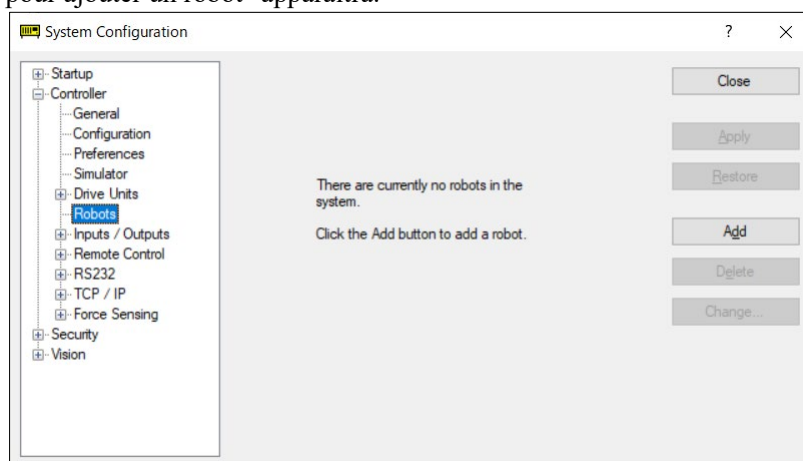 pour ajouter un robot" apparaîtra.
System Configuration
?
Startup
Controller
General
Configuration
Preferences
Simulator
Drive Units
Robots
Inputs / Outputs
Remote Control
RS232
TCP / IP
Force Sensing
Security
Vision
There are currently no robots in the
system.
Click the Add button to add a robot.
Close
Apply
Restore
Add
Delete
Change...